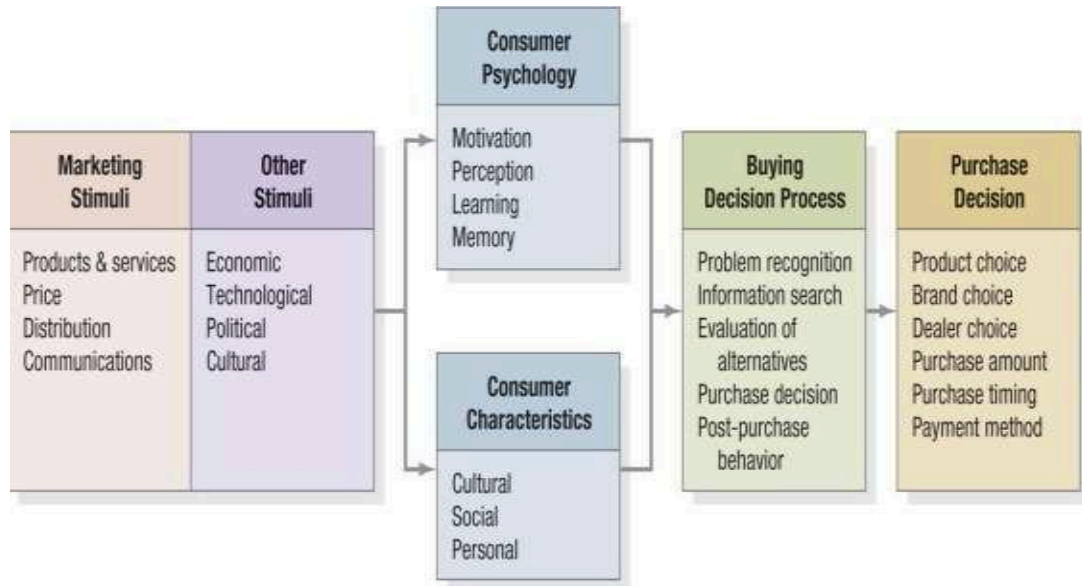 Consumer
Psychology
Motivation
Perception
Learning
Memory
Marketing
Stimuli
Products & services
Price
Distribution
Communications
Other
Stimuli
Economic
Technological
Political
Cultural
Consumer
Characteristics
Cultural
Social
Personal
Buying
Decision Process
Problem recognition
Information search
Evaluation of
alternatives
Purchase decision
Post-purchase
behavior
Purchase
Decision
Product choice
Brand choice
Dealer choice
Purchase amount
Purchase timing
Payment method